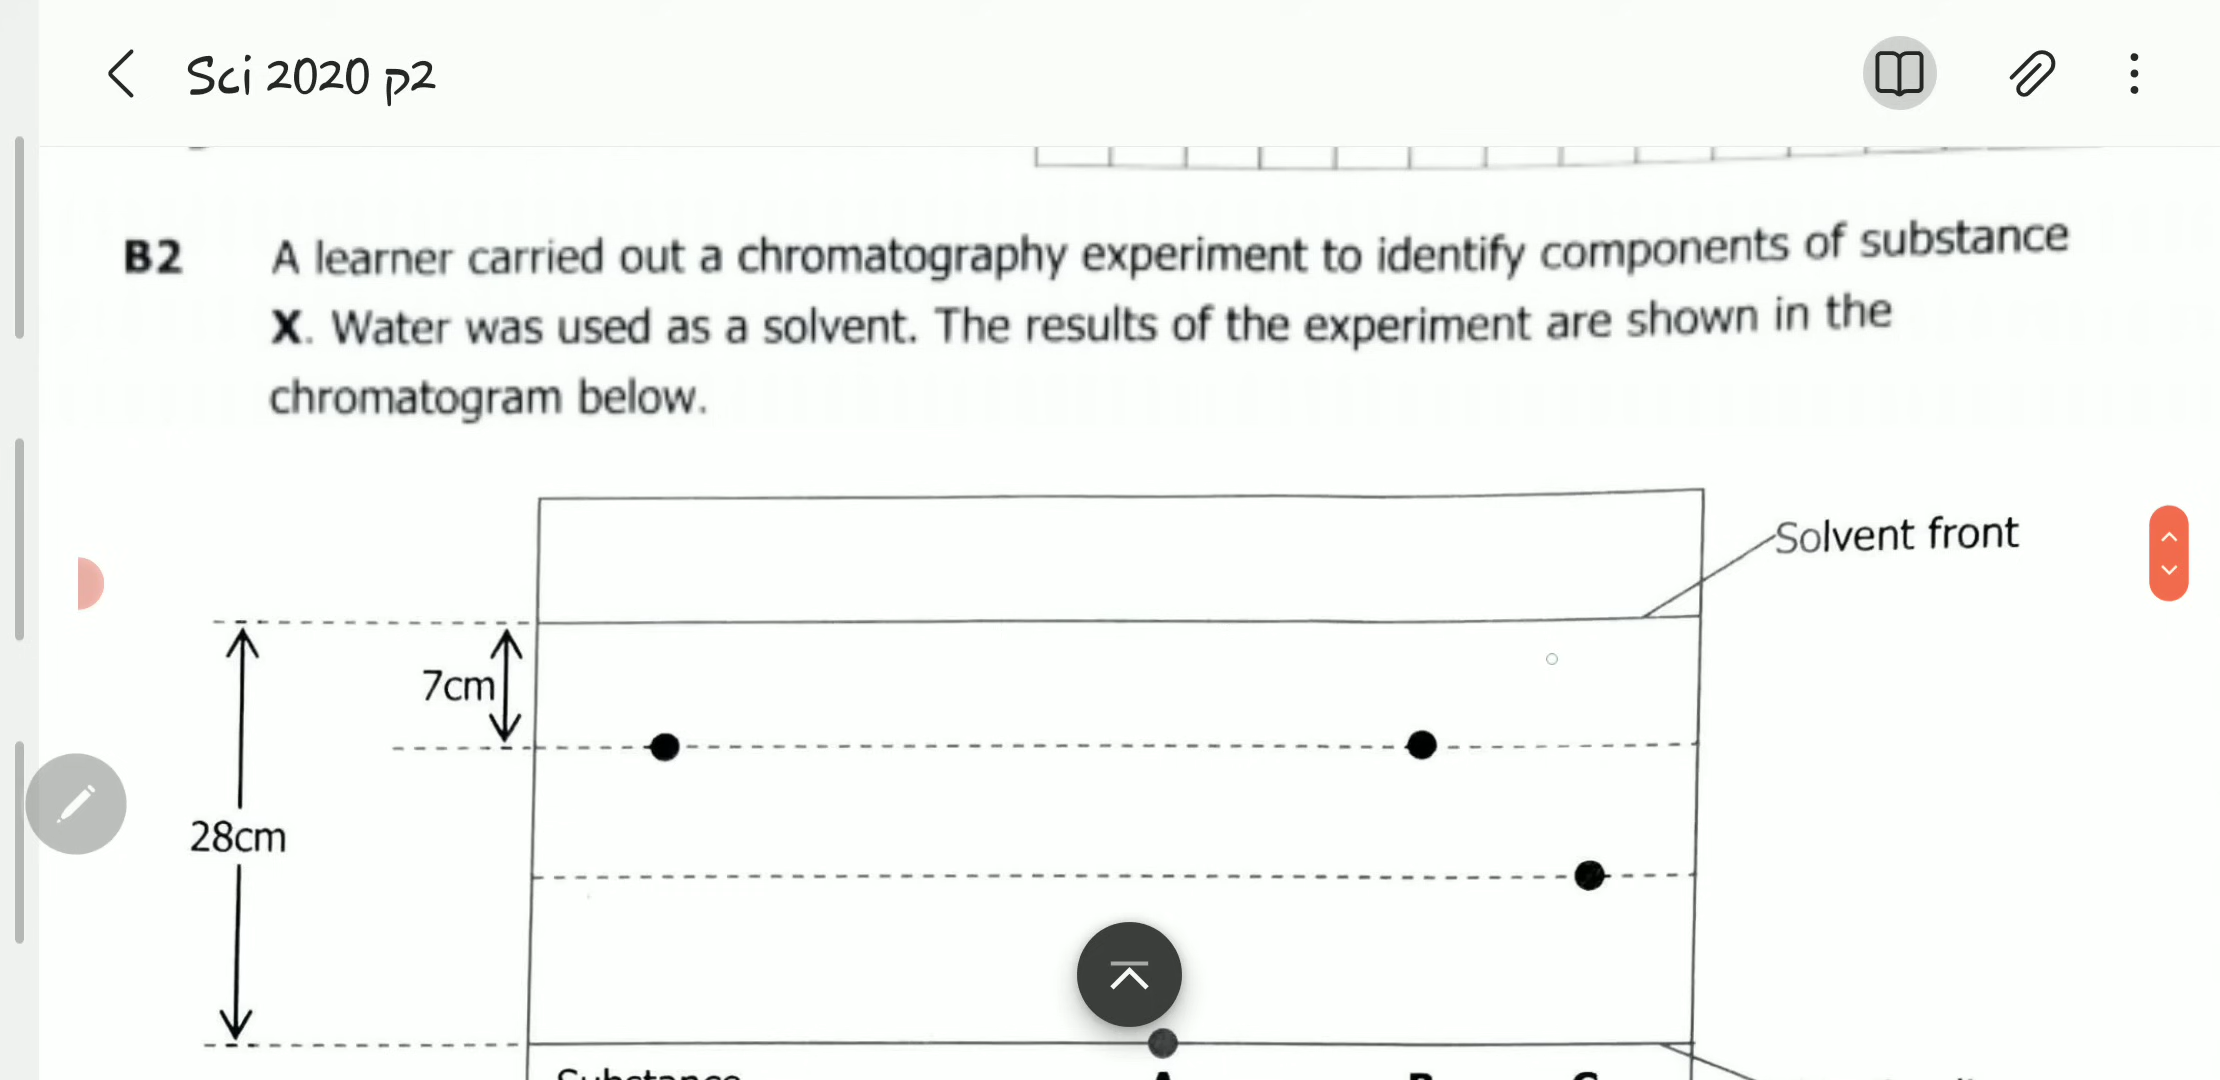 Sci 2020 p2
B2 A learner carried out a chromatography experiment to identify components of substance
X. Water was used as a solvent. The results of the experiment are shown in the
chromatogram below.
Solvent front
7cm
28cm
Substance